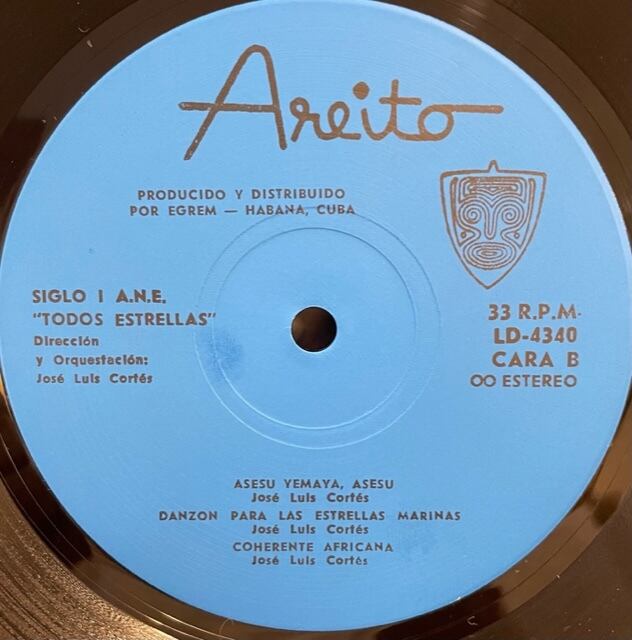 Areito
PRODUCIDO Y DISTRIBUIDO
POR EGREM — HABANA, CUBA
SIGLO I A.N.E.
"TODOS ESTRELLAS"
Dirección
y Orquestación:
José Luis Cortés
33 R.P.M.
LD-4340
CARA B
OO ESTEREO
ASESU YEMAYA, ASESU
José Luis Cortés
DANZON PARA LAS ESTRELLAS MARINAS
José Luis Cortés
COHERENTE AFRICANA
José Luis Cortés